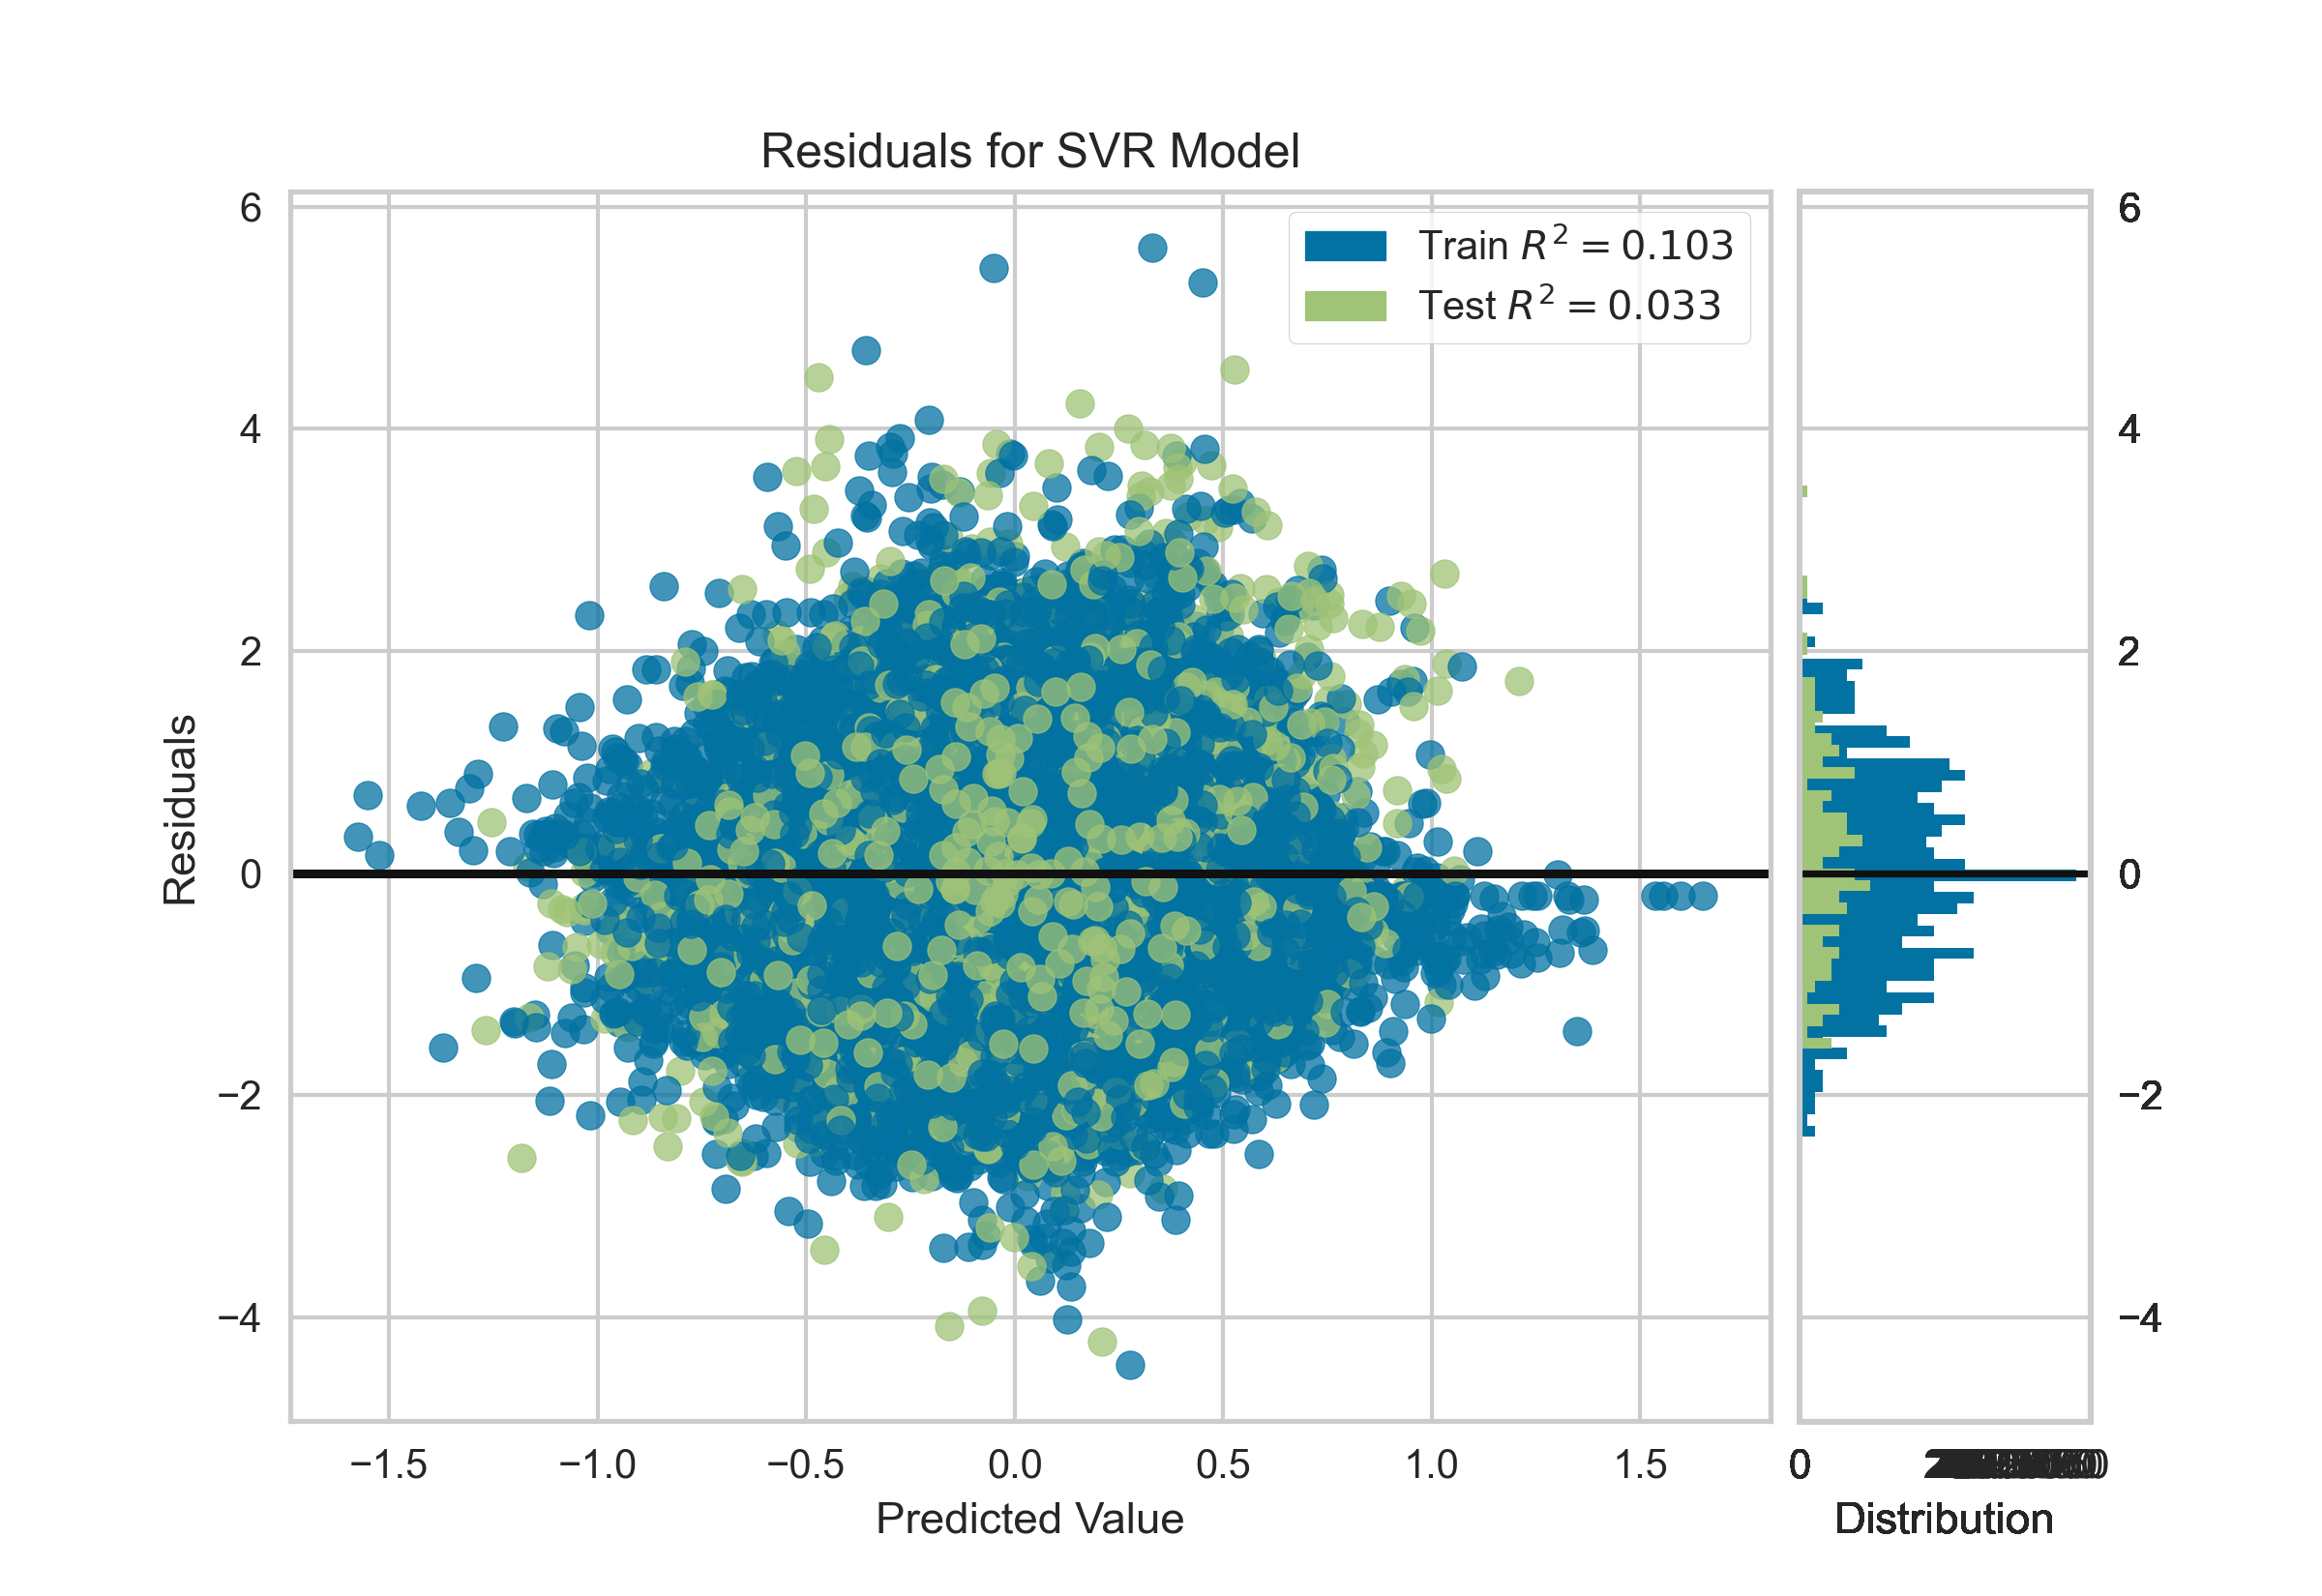 Residuals for SVR Model
Train R² = 0.103
Test R² = 0.033
6
4
2
0
−2
−4
Residuals
−1.5 −1.0 −0.5 0.0 0.5 1.0 1.5
Predicted Value
6
4
2
0
−2
−4
0
Distribution